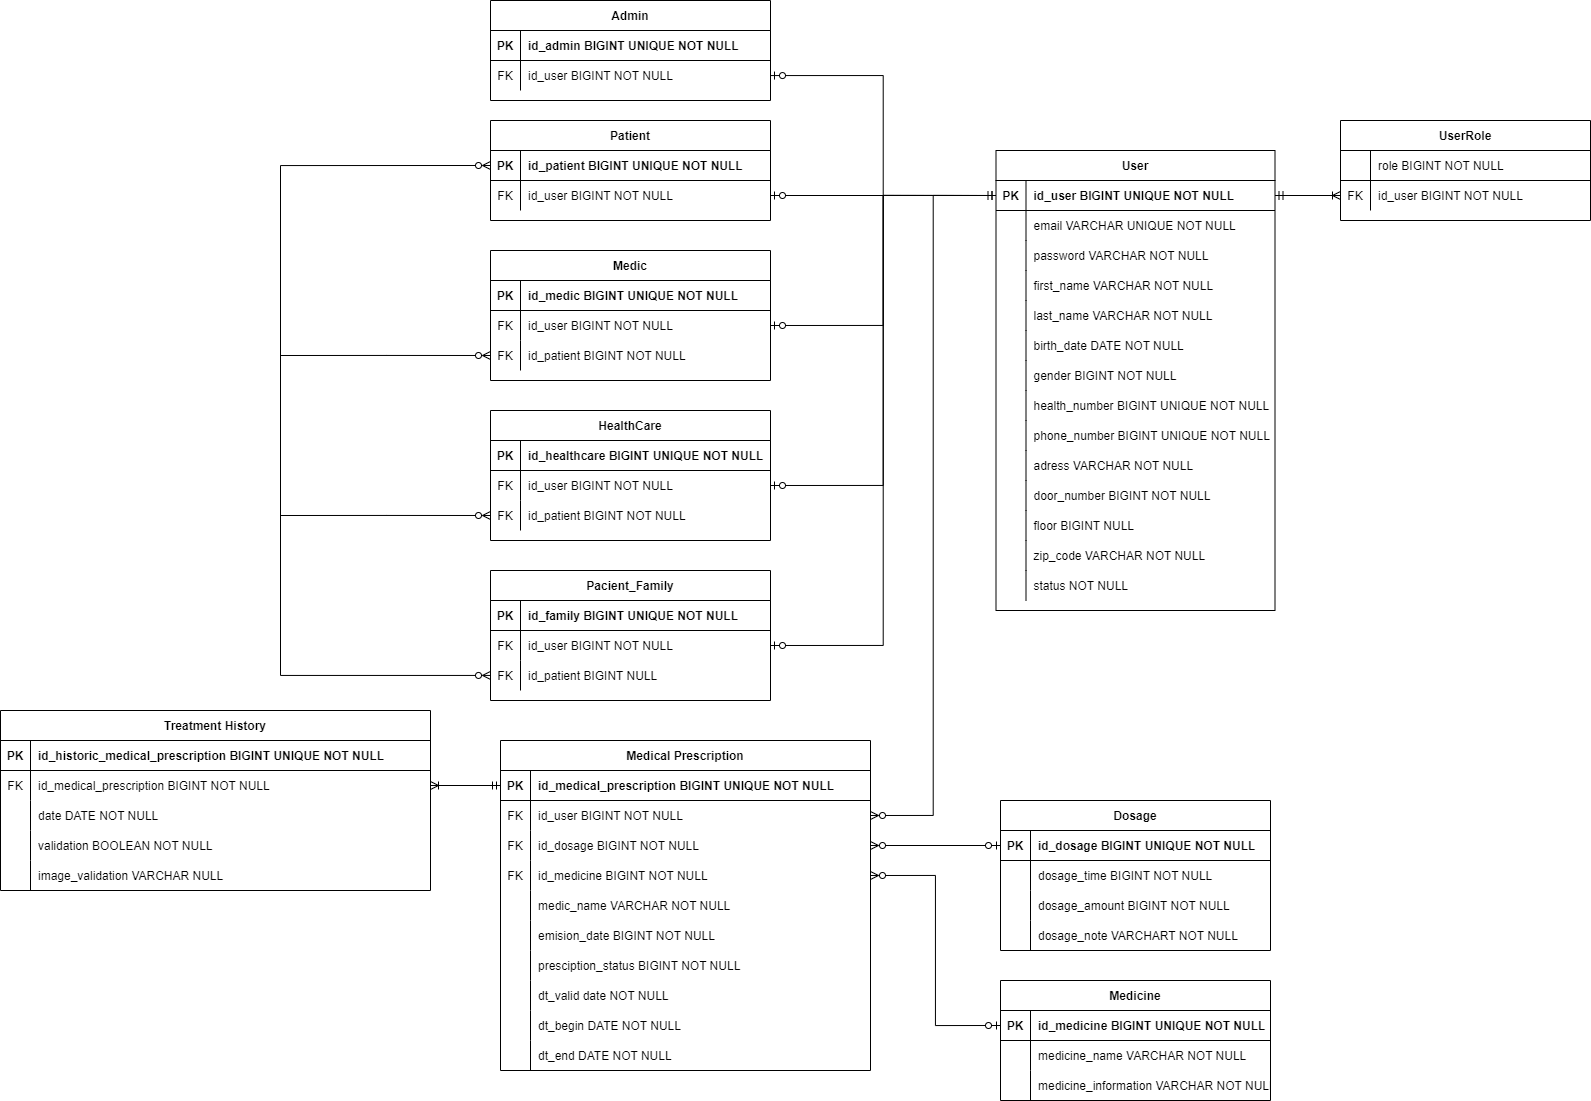 Admin
PK id_admin BIGINT UNIQUE NOT NULL
FK id_user BIGINT NOT NULL
Patient
PK id_patient BIGINT UNIQUE NOT NULL
FK id_user BIGINT NOT NULL
Medic
PK id_medic BIGINT UNIQUE NOT NULL
FK id_user BIGINT NOT NULL
FK id_patient BIGINT NOT NULL
HealthCare
PK id_healthcare BIGINT UNIQUE NOT NULL
FK id_user BIGINT NOT NULL
FK id_patient BIGINT NOT NULL
Pacient_Family
PK id_family BIGINT UNIQUE NOT NULL
FK id_user BIGINT NOT NULL
FK id_patient BIGINT NULL
User
PK id_user BIGINT UNIQUE NOT NULL
email VARCHAR UNIQUE NOT NULL
password VARCHAR NOT NULL
first_name VARCHAR NOT NULL
last_name VARCHAR NOT NULL
birth_date DATE NOT NULL
gender BIGINT NOT NULL
health_number BIGINT UNIQUE NOT NULL
phone_number BIGINT UNIQUE NOT NULL
adress VARCHAR NOT NULL
door_number BIGINT NOT NULL
floor BIGINT NULL
zip_code VARCHAR NOT NULL
status NOT NULL
UserRole
role BIGINT NOT NULL
FK id_user BIGINT NOT NULL
Treatment History
PK id_historic_medical_prescription BIGINT UNIQUE NOT NULL
FK id_medical_prescription BIGINT NOT NULL
date DATE NOT NULL
validation BOOLEAN NOT NULL
image_validation VARCHAR NULL
Medical Prescription
PK id_medical_prescription BIGINT UNIQUE NOT NULL
FK id_user BIGINT NOT NULL
FK id_dosage BIGINT NOT NULL
FK id_medicine BIGINT NOT NULL
medic_name VARCHAR NOT NULL
emision_date BIGINT NOT NULL
presciption_status BIGINT NOT NULL
dt_valid date NOT NULL
dt_begin DATE NOT NULL
dt_end DATE NOT NULL
Dosage
PK id_dosage BIGINT UNIQUE NOT NULL
dosage_time BIGINT NOT NULL
dosage_amount BIGINT NOT NULL
dosage_note VARCHART NOT NULL
Medicine
PK id_medicine BIGINT UNIQUE NOT NULL
medicine_name VARCHAR NOT NULL
medicine_information VARCHAR NOT NUL